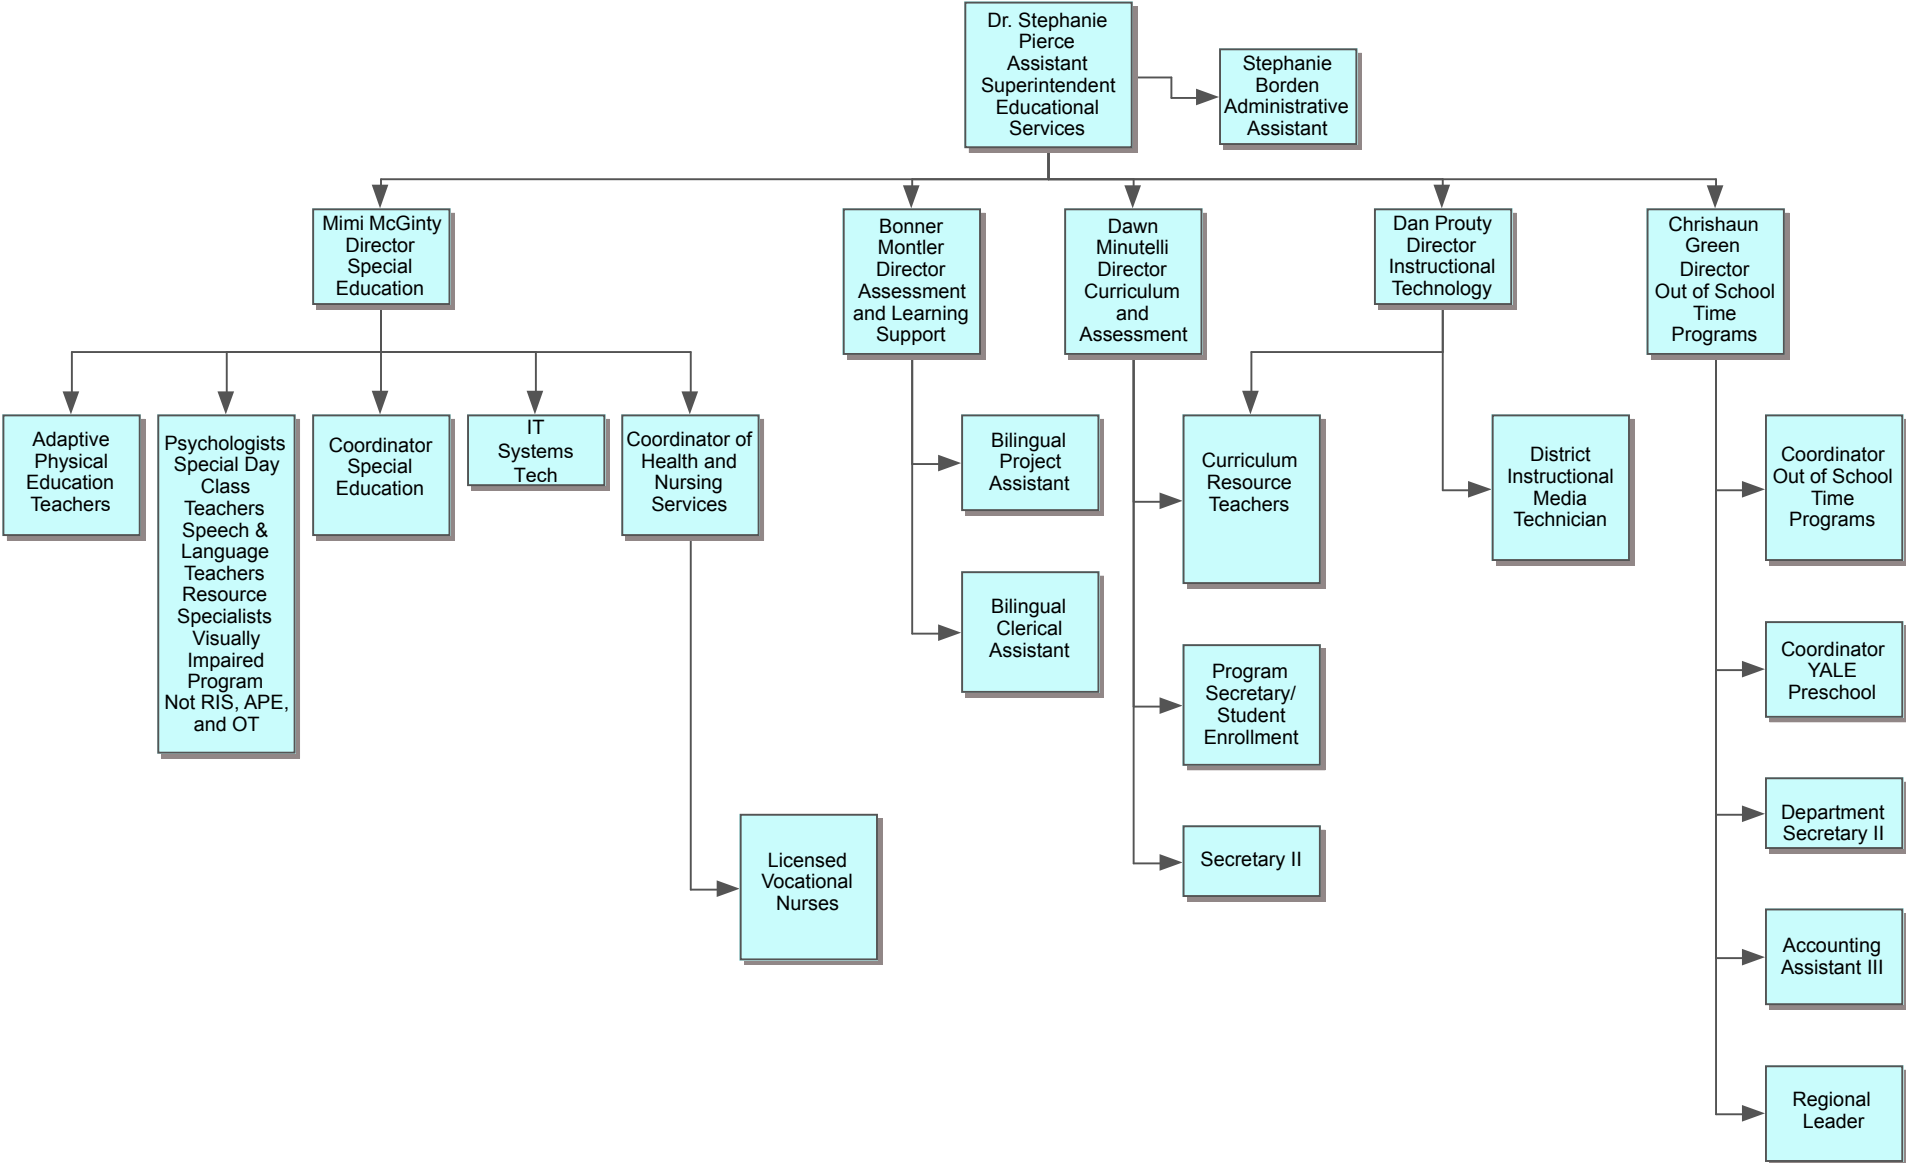 Dr. Stephanie
Pierce
Assistant
Superintendent
Educational
Services
Stephanie
Borden
Administrative
Assistant
Mimi McGinty
Director
Special
Education
Bonner
Montler
Director
Assessment
and Learning
Support
Dawn
Minutelli
Director
Curriculum
and
Assessment
Dan Prouty
Director
Instructional
Technology
Chrishaun
Green
Director
Out of School
Time
Programs
Adaptive
Physical
Education
Teachers
Psychologists
Special Day
Class
Teachers
Speech &
Language
Teachers
Resource
Specialists
Visually
Impaired
Program
Not RIS, APE,
and OT
Coordinator
Special
Education
IT
Systems
Tech
Coordinator of
Health and
Nursing
Services
Licensed
Vocational
Nurses
Bilingual
Project
Assistant
Bilingual
Clerical
Assistant
Curriculum
Resource
Teachers
Program
Secretary/
Student
Enrollment
Secretary II
District
Instructional
Media
Technician
Coordinator
Out of School
Time
Programs
Coordinator
YALE
Preschool
Department
Secretary II
Accounting
Assistant III
Regional
Leader